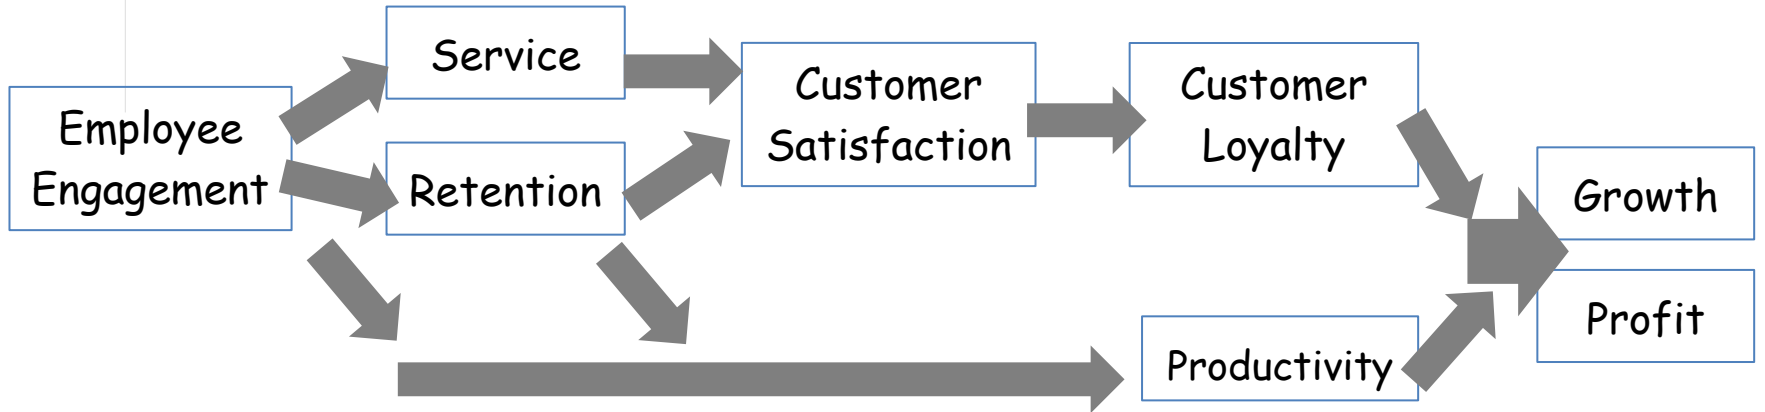 Service
Employee
Engagement
Retention
Customer
Satisfaction
Customer
Loyalty
Growth
Profit
Productivity